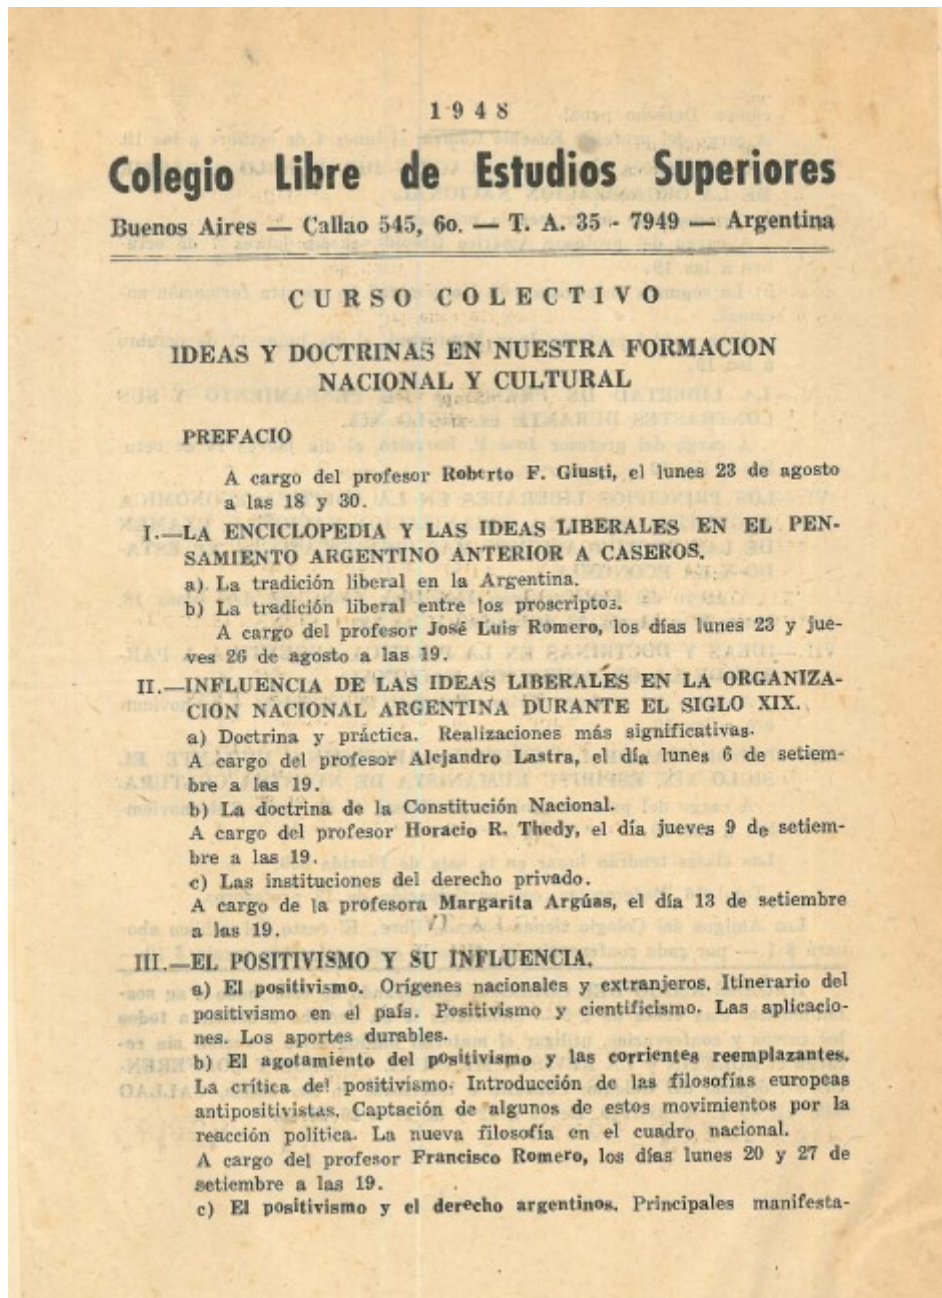 1948
Colegio Libre de Estudios Superiores
Buenos Aires — Callao 545, 6o. — T. A. 35 - 7949 — Argentina
CURSO COLECTIVO
IDEAS Y DOCTRINAS EN NUESTRA FORMACION
NACIONAL Y CULTURAL
PREFACIO
A cargo del profesor Roberto F. Giusti, el lunes 23 de agosto
a las 18 y 30.
I.—LA ENCICLOPEDIA Y LAS IDEAS LIBERALES EN EL PEN-
SAMIENTO ARGENTINO ANTERIOR A CASEROS.
a) La tradición liberal en la Argentina.
b) La tradición liberal entre los proscriptos.
A cargo del profesor José Luis Romero, los días lunes 23 y jue-
ves 26 de agosto a las 19.
II.—INFLUENCIA DE LAS IDEAS LIBERALES EN LA ORGANIZA-
CION NACIONAL ARGENTINA DURANTE EL SIGLO XIX.
a) Doctrina y práctica. Realizaciones más significativas.
A cargo del profesor Alejandro Lastra, el día lunes 6 de setiem-
bre a las 19.
b) La doctrina de la Constitución Nacional.
A cargo del profesor Horacio R. Thedy, el día jueves 9 de setiem-
bre a las 19.
c) Las instituciones del derecho privado.
A cargo de la profesora Margarita Argúas, el día 13 de setiembre
a las 19.
III.—EL POSITIVISMO Y SU INFLUENCIA.
a) El positivismo. Orígenes nacionales y extranjeros. Itinerario del
positivismo en el país. Positivismo y cientificismo. Las aplicacio-
nes. Los aportes durables.
b) El agotamiento del positivismo y las corrientes reemplazantes.
La crítica del positivismo. Introducción de las filosofías europeas
antipositivistas. Captación de algunos de estos movimientos por la
reacción política. La nueva filosofía en el cuadro nacional.
A cargo del profesor Francisco Romero, los días lunes 20 y 27 de
setiembre a las 19.
c) El positivismo y el derecho argentinos. Principales manifesta-